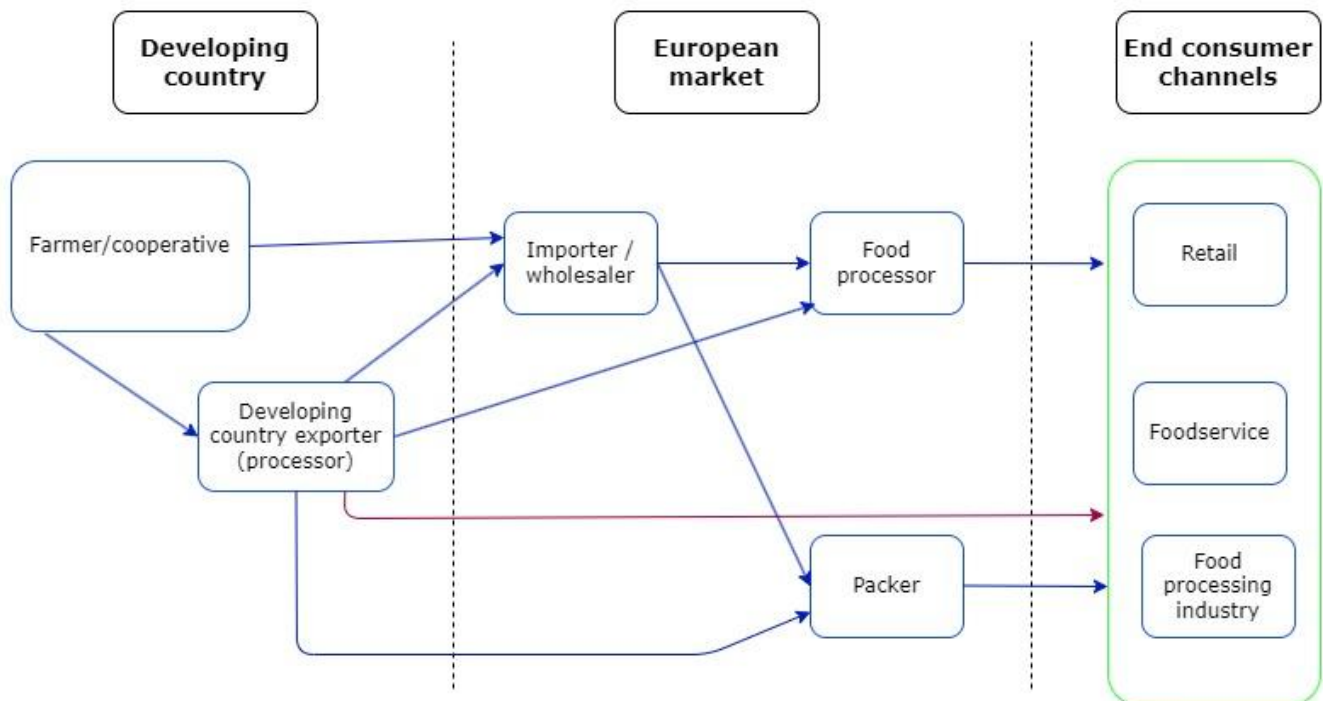 Developing
country
European
market
End consumer
channels
Farmer/cooperative
Importer /
wholesaler
Food
processor
Retail
Developing
country exporter
(processor)
Foodservice
Packer
Food
processing
industry